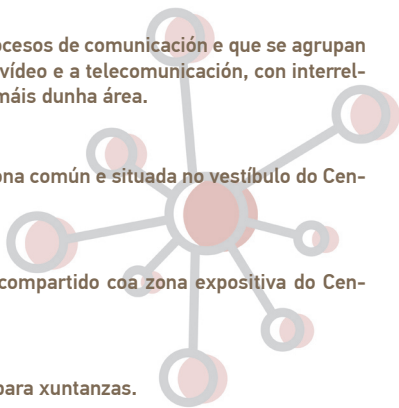 ocesos de comunicación e que se agrupan
vídeo e a telecomunicación, con interrel-
máis dunha área.
ona común e situada no vestíbulo do Cen-
compartido coa zona expositiva do Cen-
para xuntanzas.